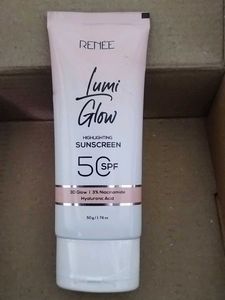 RENEE
Lumi
Glow
HIGHLIGHTING
SUNSCREEN
50 SPF
3D Glow | 3% Niacinamide
Hyaluronic Acid
50g / 1.76 oz